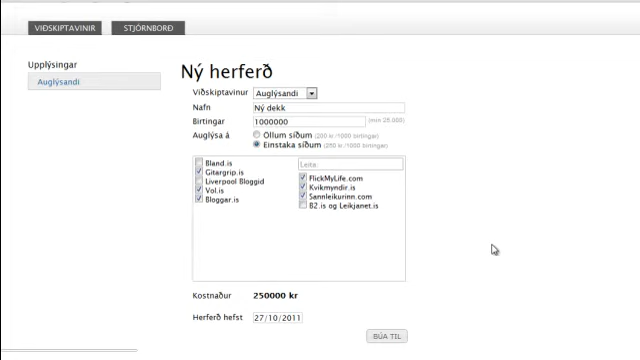 VIÐSKIPTAVINIR STJÓRNBORÐ
Upplýsingar
Auglýsandi
Ný herferð
Viðskiptavinur Auglýsandi
Nafn Ný dekk
Birtingar 1000000 (min 25.000)
Auglýsa á Öllum síðum (200 kr/1000 birtingar)
Einstaka síðum (250 kr/1000 birtingar)
Bland.is
Gitargrip.is
Liverpool Bloggid
Vol.is
Bloggar.is
Leita:
FlickMyLife.com
Kvikmyndir.is
Sannleikurinn.com
B2.is og Leikjanet.is
Kostnaður 250000 kr
Herferð hefst 27/10/2011
BÚA TIL